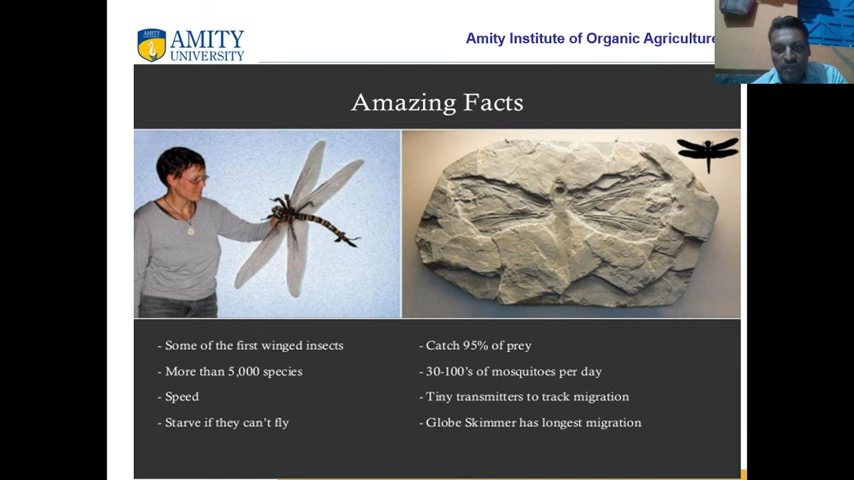 AMITY
UNIVERSITY
Amity Institute of Organic Agriculture
Amazing Facts
- Some of the first winged insects
- More than 5,000 species
- Speed
- Starve if they can't fly
- Catch 95% of prey
- 30-100's of mosquitoes per day
- Tiny transmitters to track migration
- Globe Skimmer has longest migration